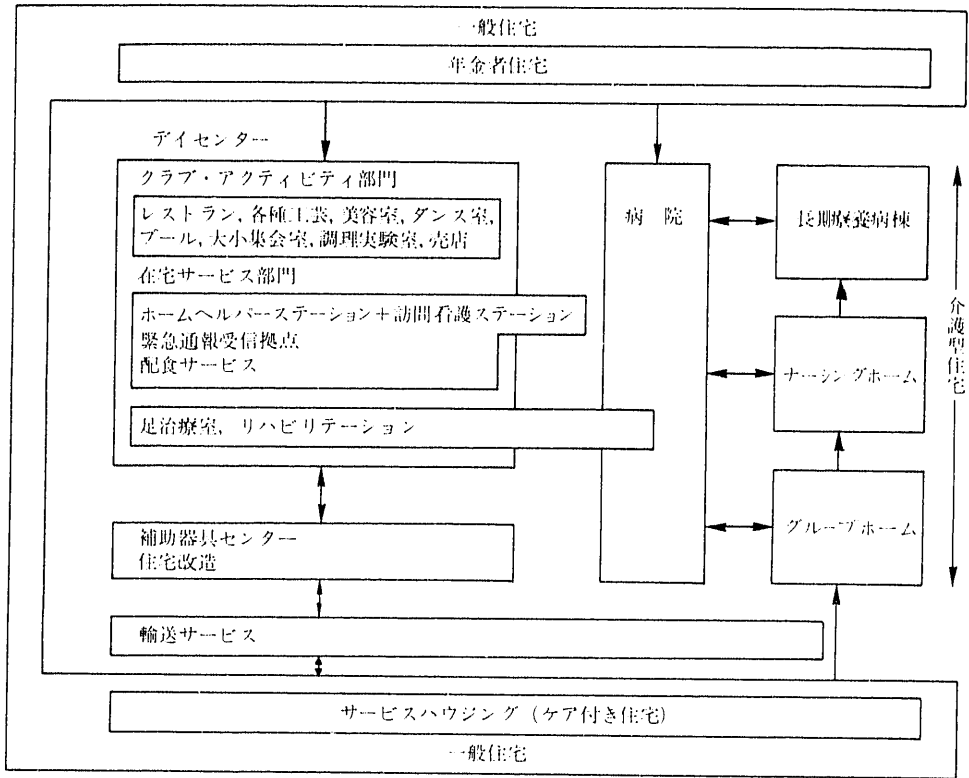 一般住宅
年金者住宅
デイセンター
クラブ・アクティビティ部門
レストラン, 各種工芸, 美容室, ダンス室,
プール, 大小集会室, 調理実験室, 売店
在宅サービス部門
ホームヘルパーステーション＋訪問看護ステーション
緊急通報受信拠点
配食サービス
足治療室, リハビリテーション
補助器具センター
住宅改造
輸送サービス
病院
長期療養病棟
ナーシングホーム
グループホーム
介護型住宅
サービスハウジング (ケア付き住宅)
一般住宅